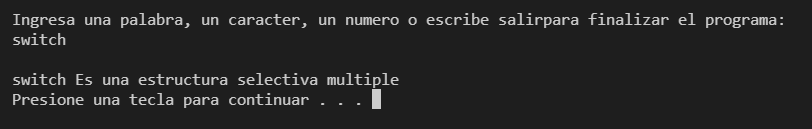 Ingresa una palabra, un caracter, un numero o escribe salirpara finalizar el programa:
switch
switch Es una estructura selectiva multiple
Presione una tecla para continuar . . .